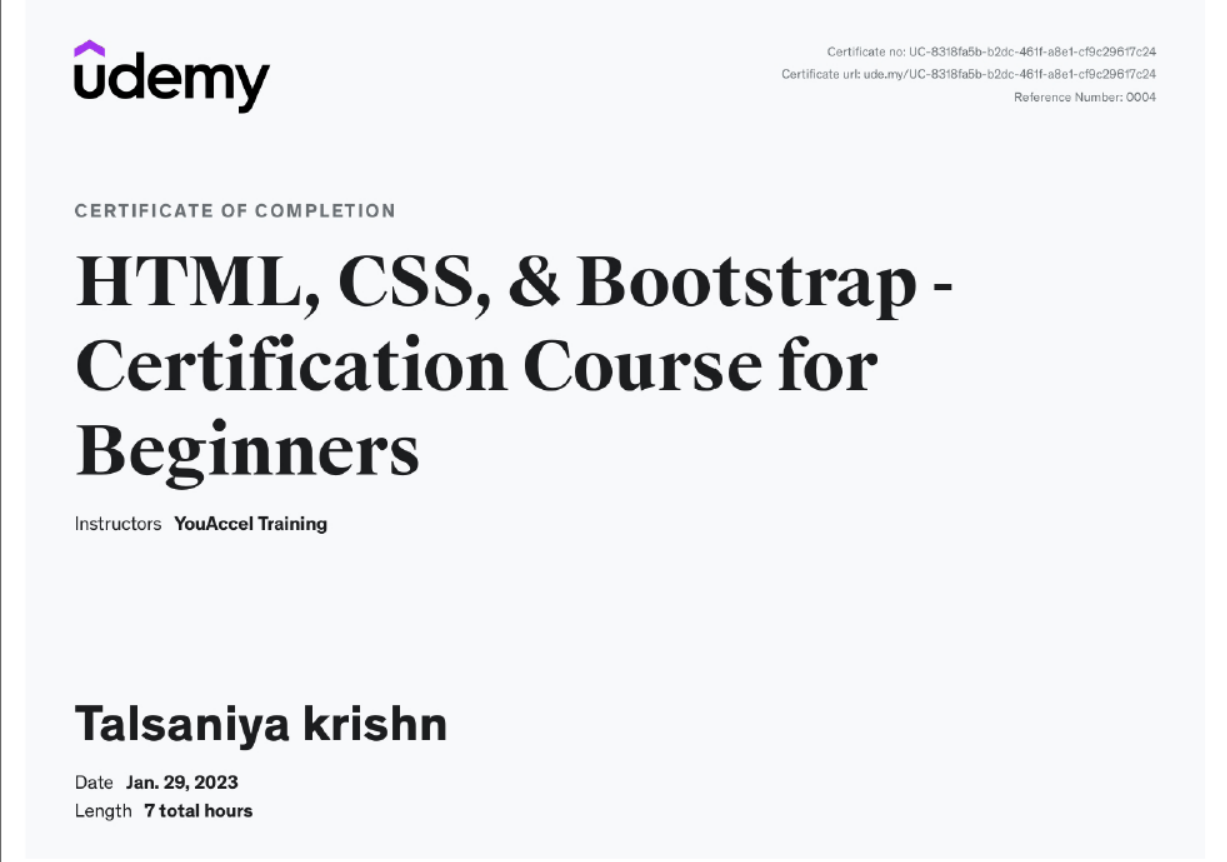 udemy
Certificate no: UC-8318fa5b-b2dc-461f-a8e1-cf9c29617c24
Certificate url: ude.my/UC-8318fa5b-b2dc-461f-a8e1-cf9c29617c24
Reference Number: 0004
CERTIFICATE OF COMPLETION
HTML, CSS, & Bootstrap -
Certification Course for
Beginners
Instructors YouAccel Training
Talsaniya krishn
Date Jan. 29, 2023
Length 7 total hours